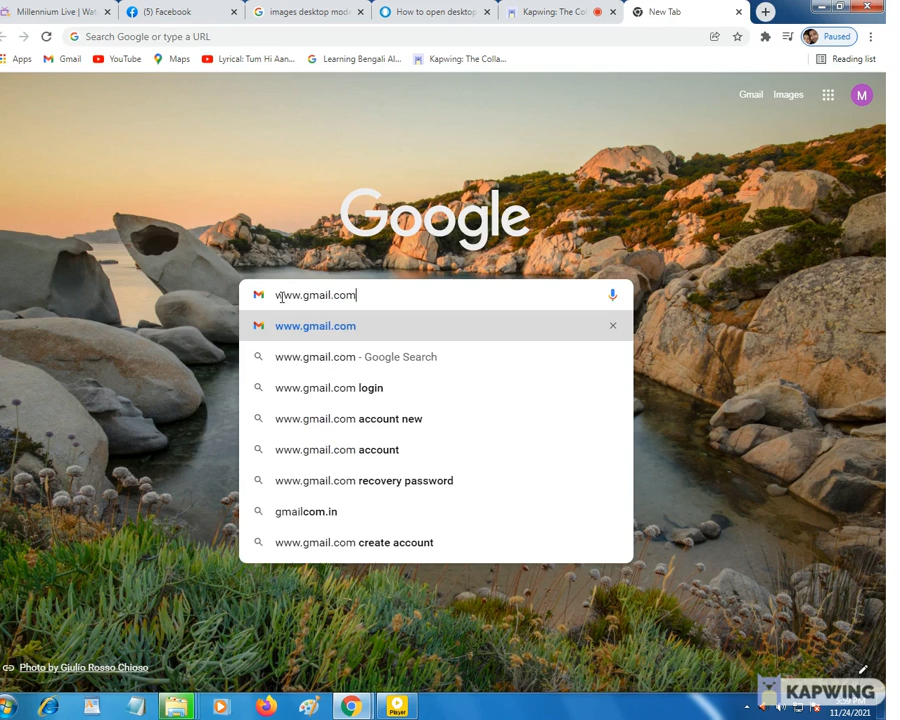 Millennium Live | Wat
(5) Facebook
images desktop mod
How to open desktop
Kapwing: The Col
New Tab
Search Google or type a URL
Paused
Apps
Gmail
YouTube
Maps
Lyrical: Tum Hi Aan...
Learning Bengali Al...
Kapwing: The Colla...
Reading list
Gmail
Images
M
Google
www.gmail.com
www.gmail.com
www.gmail.com - Google Search
www.gmail.com login
www.gmail.com account new
www.gmail.com account
www.gmail.com recovery password
gmailcom.in
www.gmail.com create account
Photo by Giulio Rosso Chioso
KAPWING
Player
11/24/2021